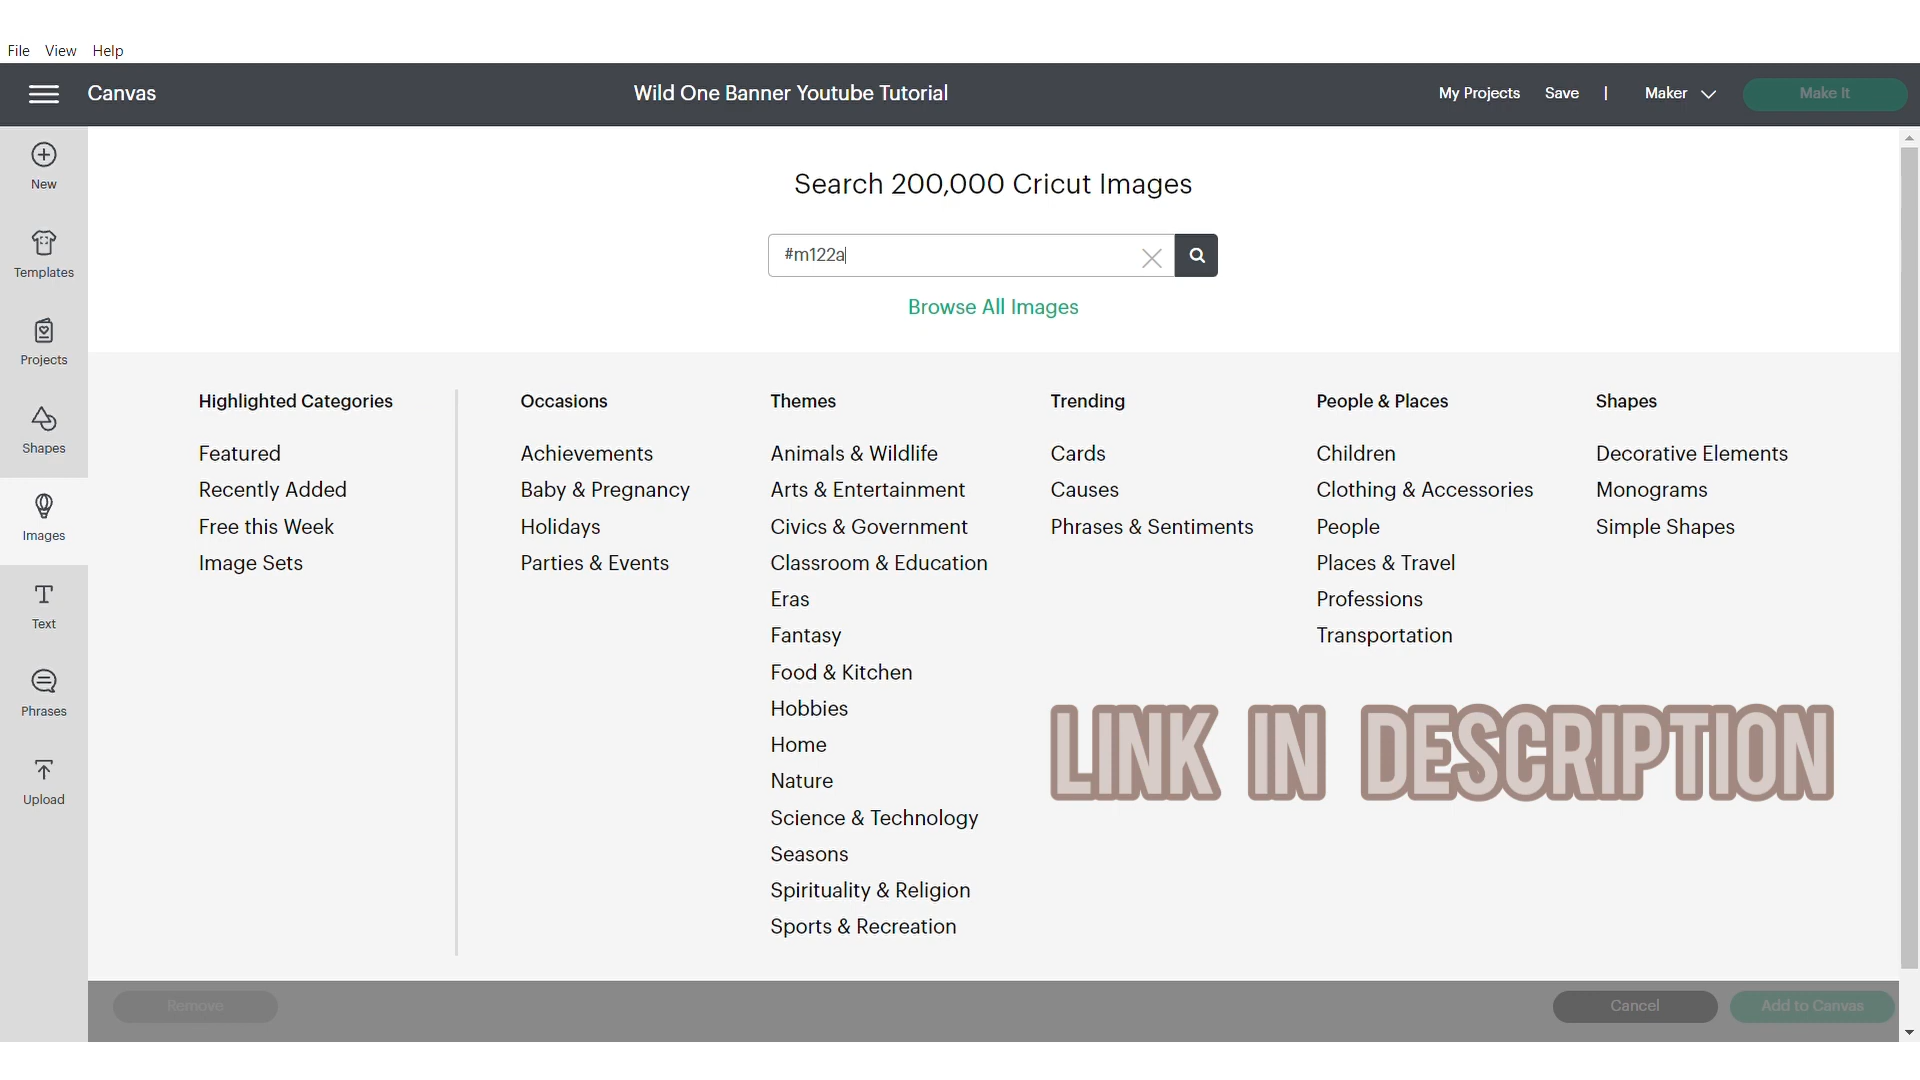 File View Help
Canvas Wild One Banner Youtube Tutorial My Projects Save | Maker Make It
New
Templates
Projects
Shapes
Images
Text
Phrases
Upload
Search 200,000 Cricut Images
#m122a
Browse All Images
Highlighted Categories
Featured
Recently Added
Free this Week
Image Sets
Occasions
Achievements
Baby & Pregnancy
Holidays
Parties & Events
Themes
Animals & Wildlife
Arts & Entertainment
Civics & Government
Classroom & Education
Eras
Fantasy
Food & Kitchen
Hobbies
Home
Nature
Science & Technology
Seasons
Spirituality & Religion
Sports & Recreation
Trending
Cards
Causes
Phrases & Sentiments
People & Places
Children
Clothing & Accessories
People
Places & Travel
Professions
Transportation
Shapes
Decorative Elements
Monograms
Simple Shapes
LINK IN DESCRIPTION
Remove Cancel Add to Canvas